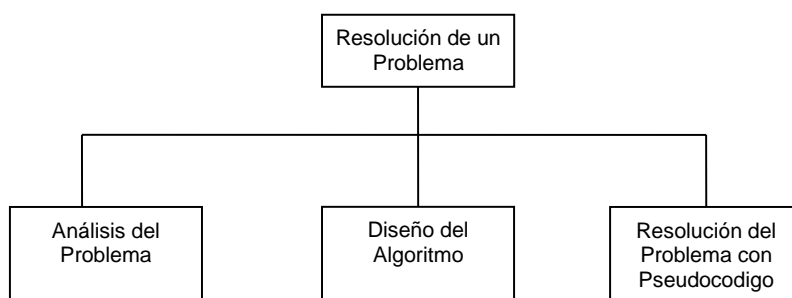 Resolución de un
Problema
Análisis del
Problema
Diseño del
Algoritmo
Resolución del
Problema con
Pseudocodigo